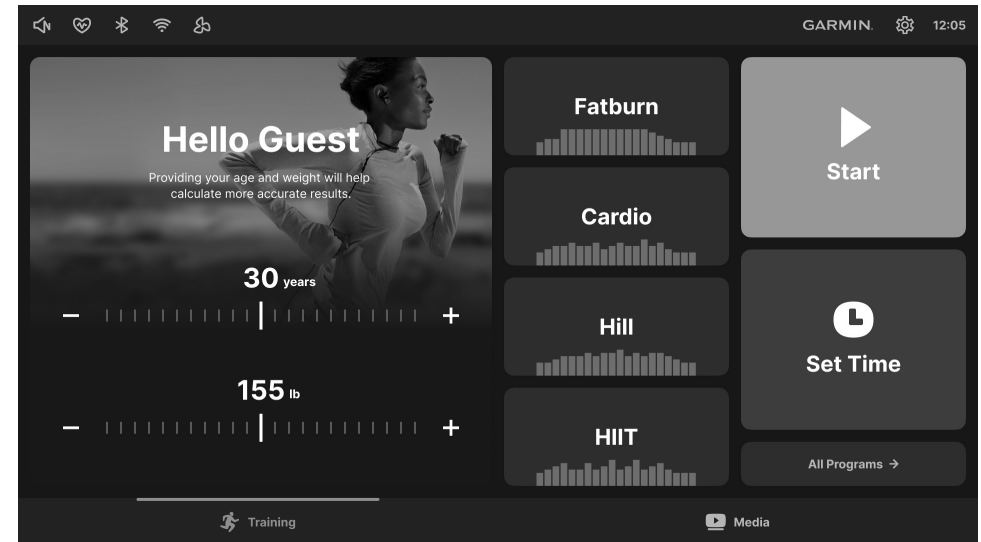 GARMIN.
12:05
Hello Guest
Providing your age and weight will help
calculate more accurate results.
30 years
155 lb
Fatburn
Cardio
Hill
HIIT
Start
Set Time
All Programs →
Training
Media